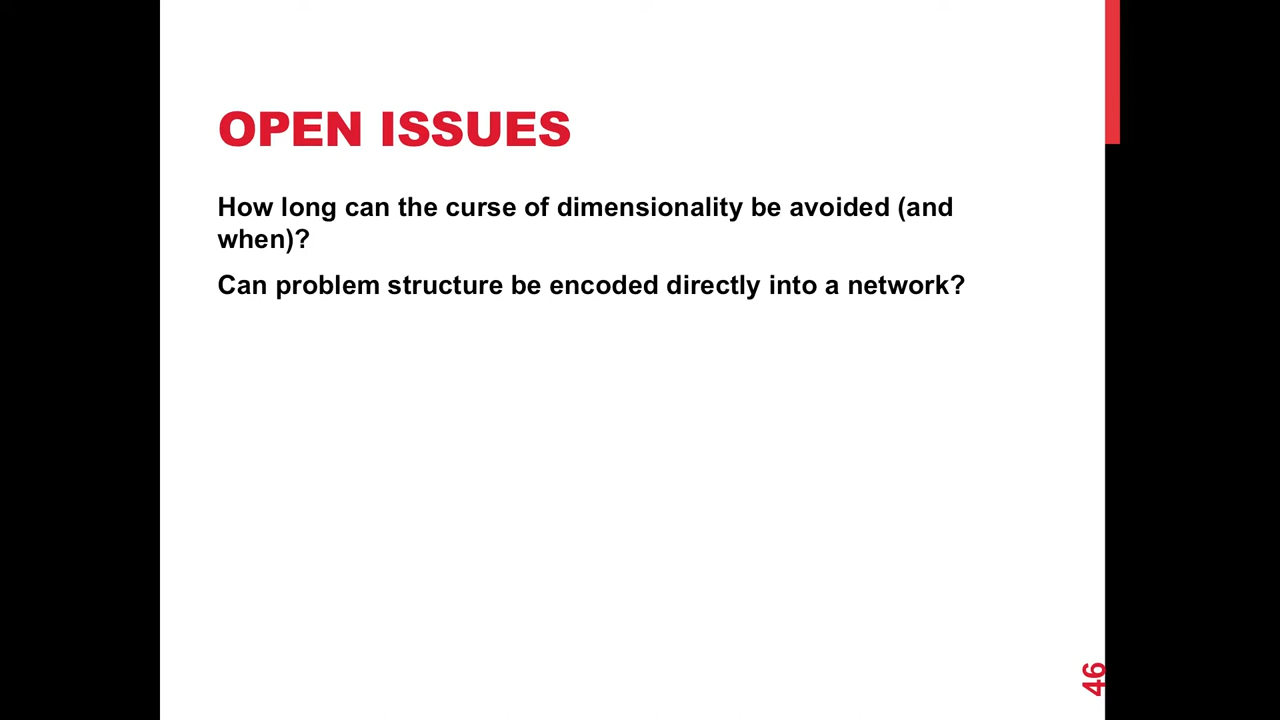 OPEN ISSUES
How long can the curse of dimensionality be avoided (and
when)?
Can problem structure be encoded directly into a network?
46